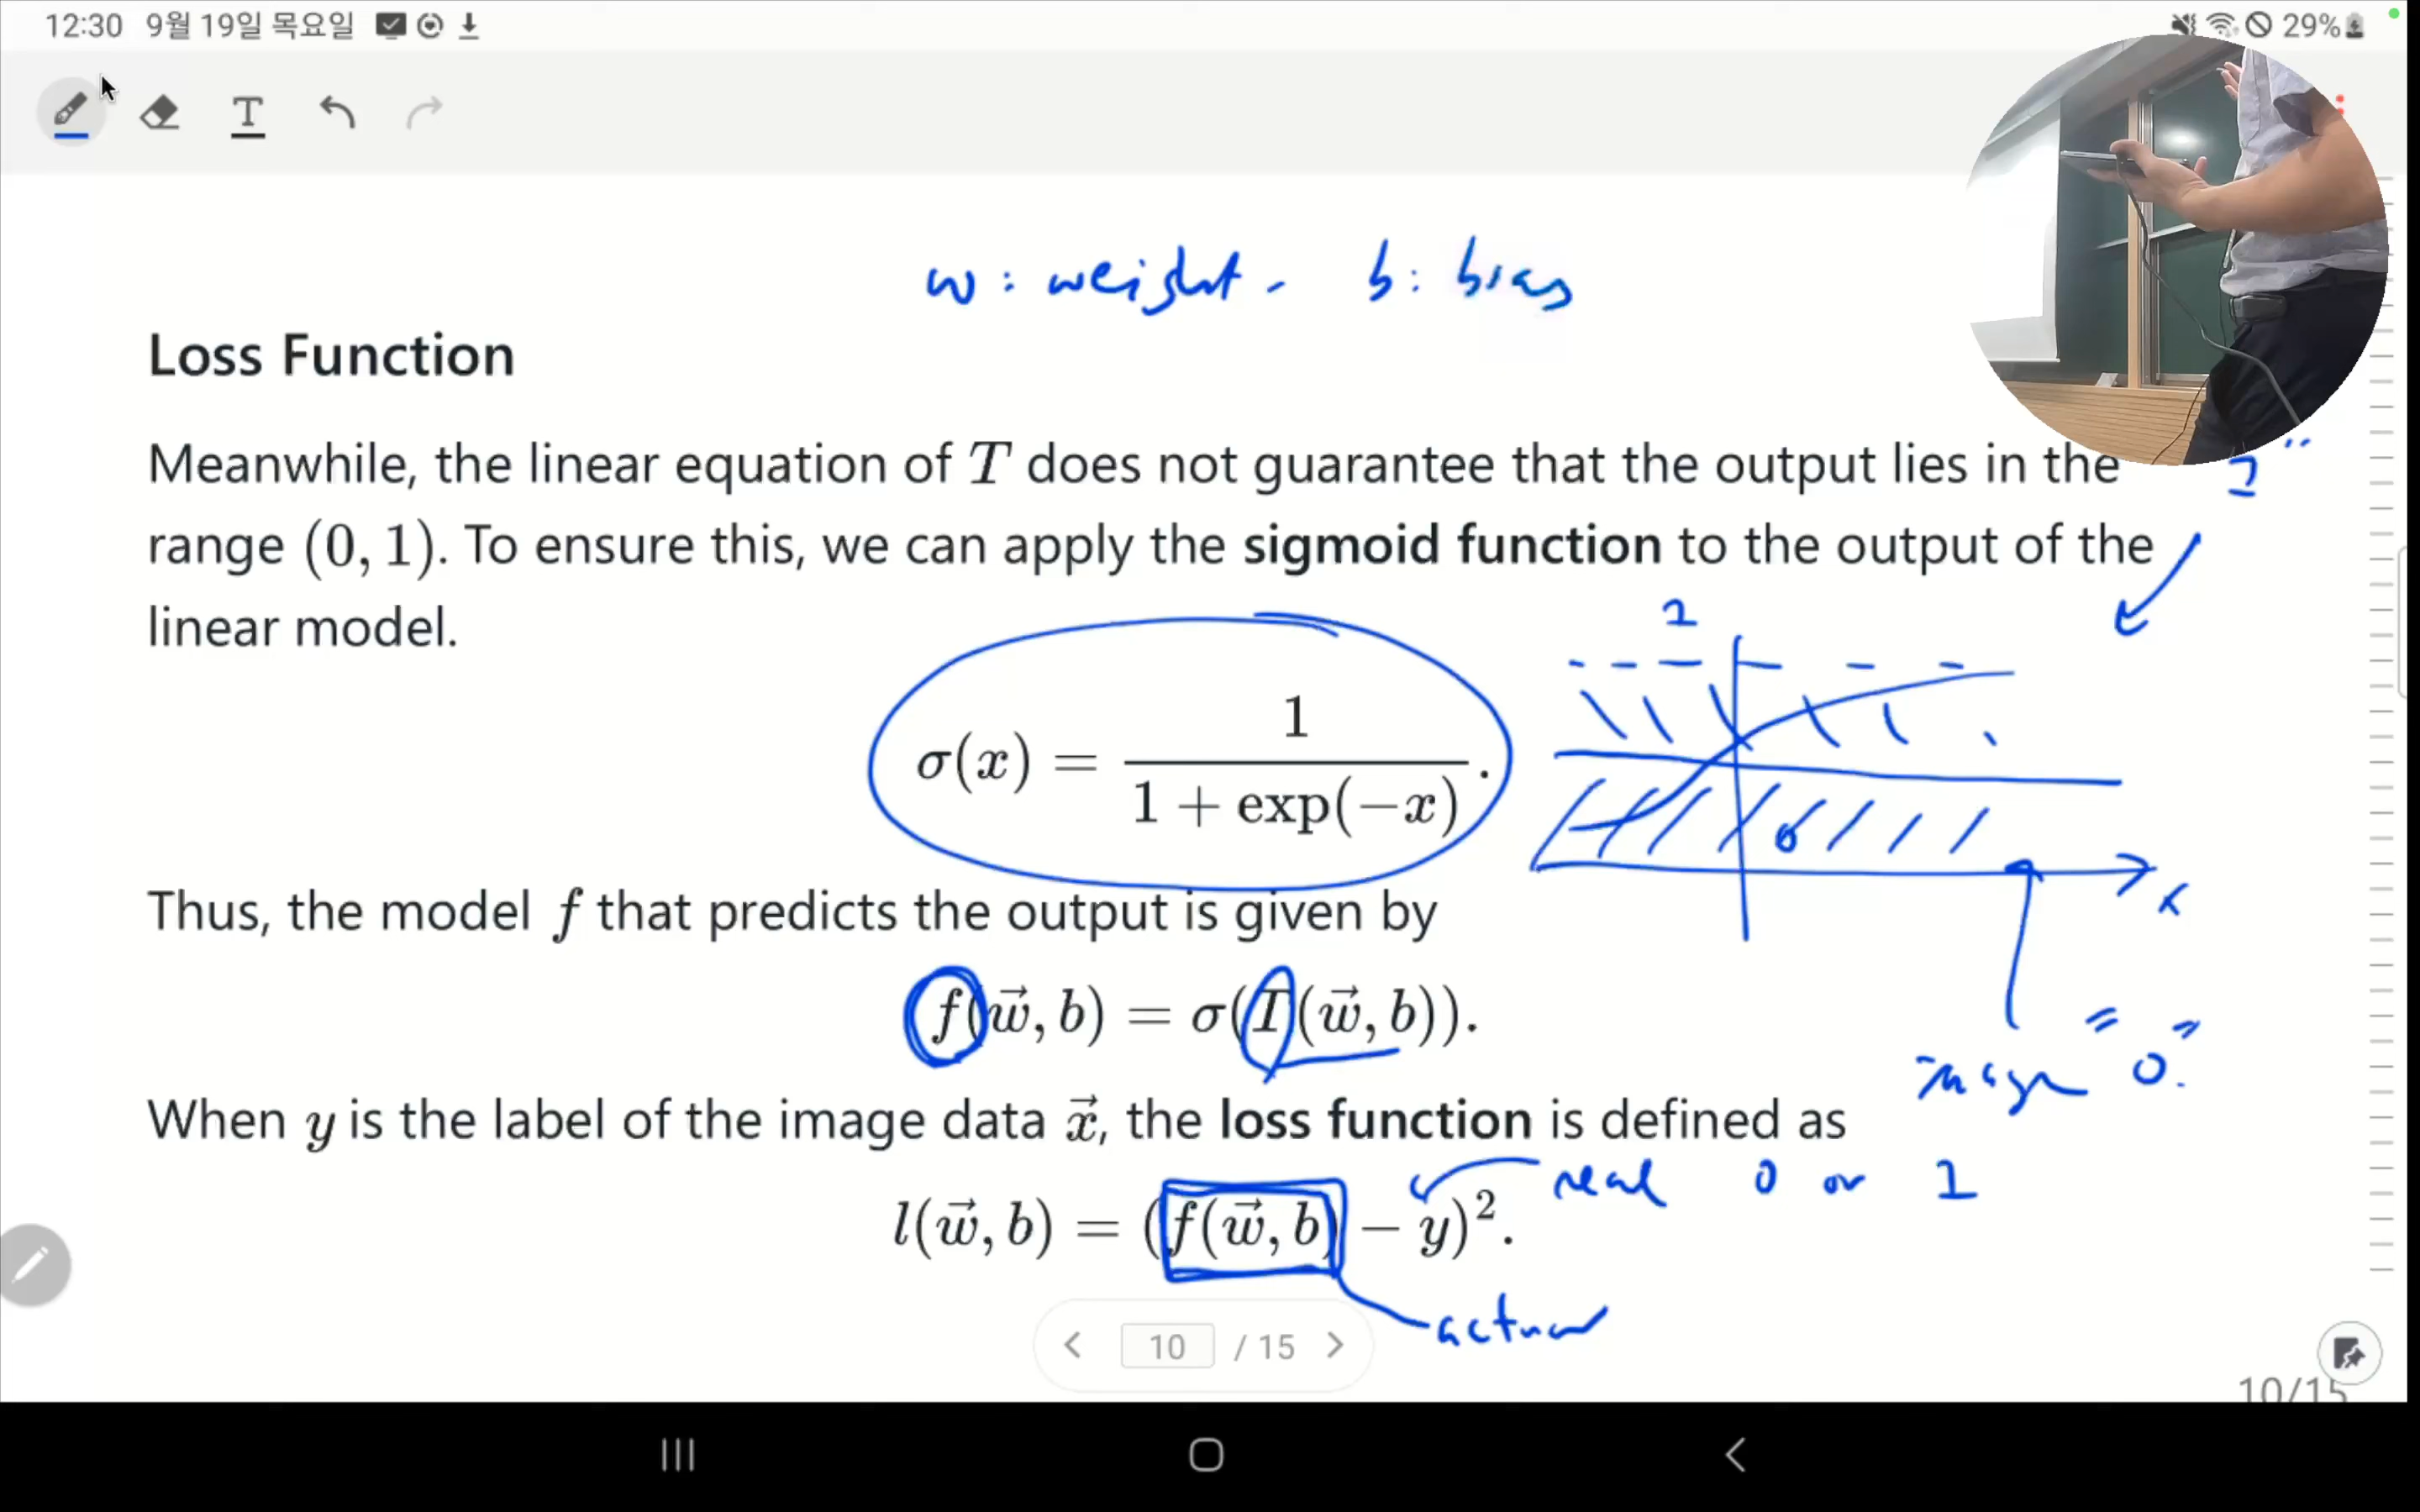 12:30 9월 19일 목요일
29%
T
w : weight - b : bias
Loss Function
Meanwhile, the linear equation of T does not guarantee that the output lies in the
range (0, 1). To ensure this, we can apply the sigmoid function to the output of the
linear model.
1
σ(x) = 1 / (1 + exp(−x)).
0
x
Thus, the model f that predicts the output is given by
f(w⃗, b) = σ(T(w⃗, b)).
image "0"
When y is the label of the image data x⃗, the loss function is defined as
real 0 or 1
l(w⃗, b) = (f(w⃗, b) − y)².
actual
10 / 15
10/15